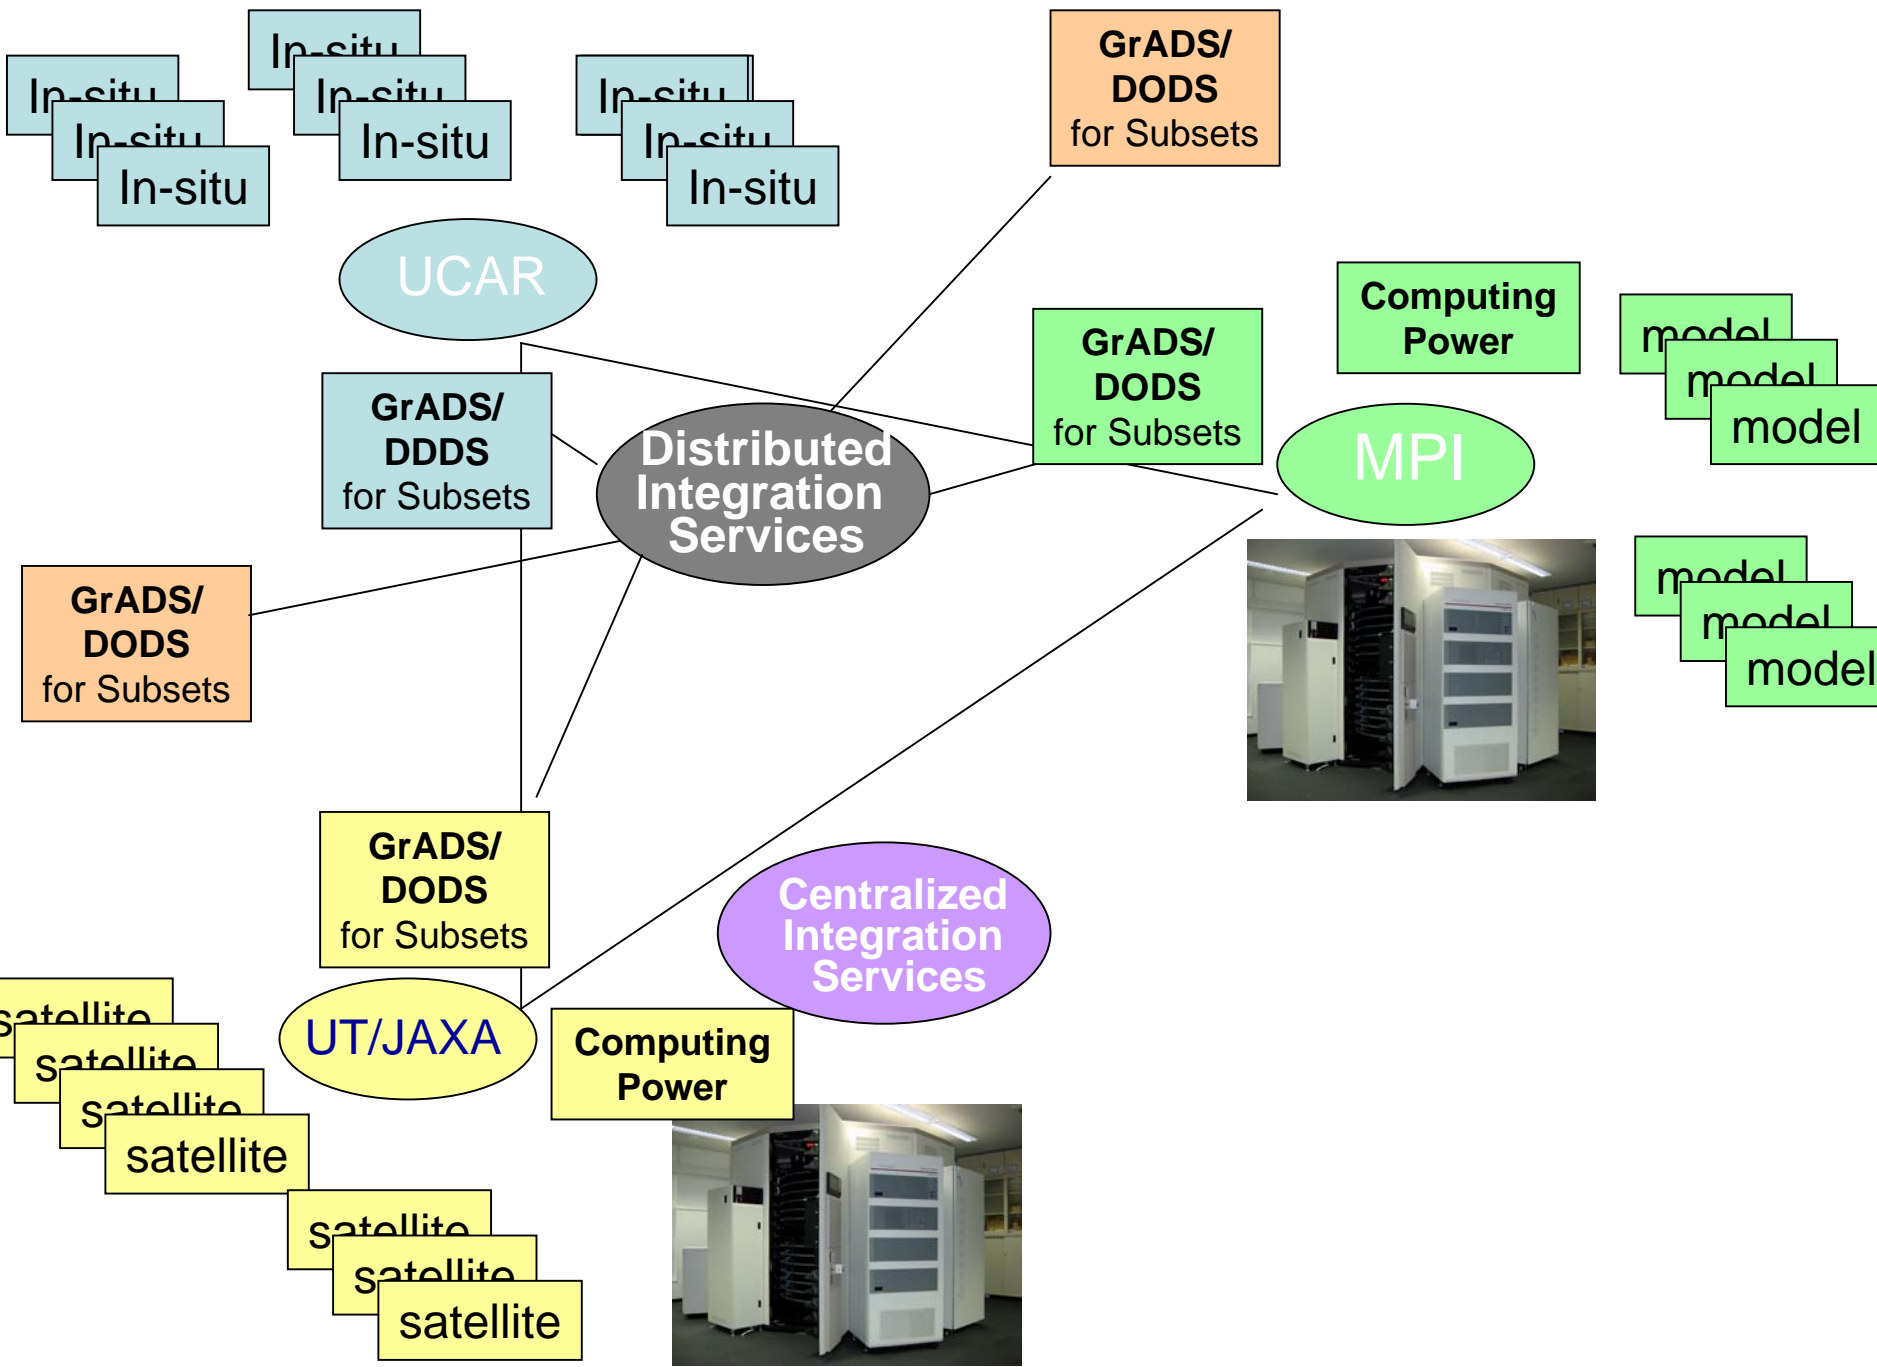 In-situ
In-situ
In-situ
In-situ
In-situ
In-situ
In-situ
In-situ
In-situ
GrADS/
DODS
for Subsets
UCAR
GrADS/
DDDS
for Subsets
Distributed
Integration
Services
GrADS/
DODS
for Subsets
Computing
Power
MPI
model
model
model
model
model
model
GrADS/
DODS
for Subsets
GrADS/
DODS
for Subsets
UT/JAXA
Centralized
Integration
Services
Computing
Power
satellite
satellite
satellite
satellite
satellite
satellite
satellite